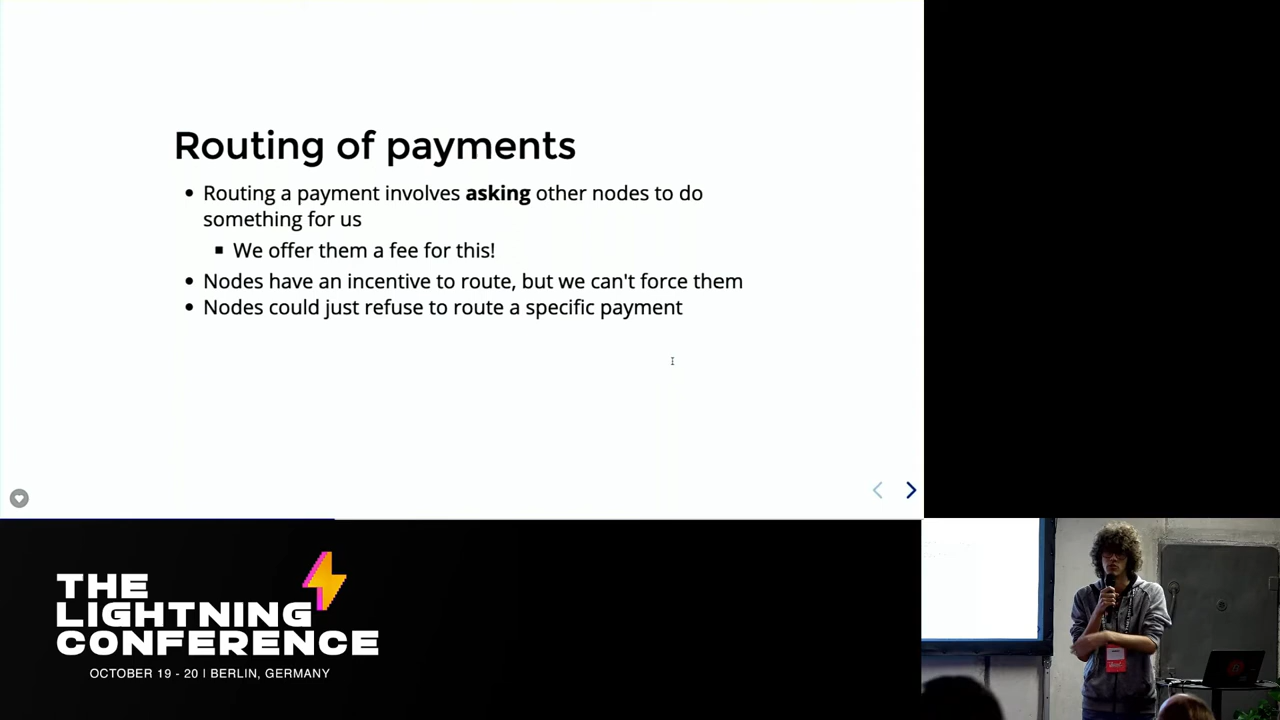 Routing of payments
• Routing a payment involves asking other nodes to do
something for us
▪ We offer them a fee for this!
• Nodes have an incentive to route, but we can't force them
• Nodes could just refuse to route a specific payment
THE
LIGHTNING
CONFERENCE
OCTOBER 19 - 20 | BERLIN, GERMANY